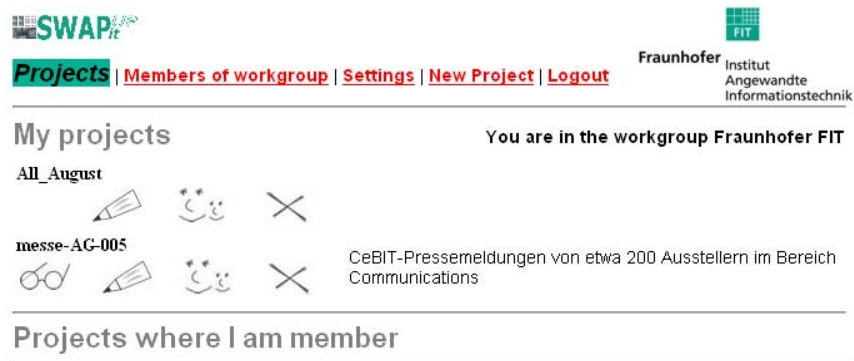 SWAPit
FIT
Fraunhofer Institut
Angewandte
Informationstechnik
Projects | Members of workgroup | Settings | New Project | Logout
My projects
You are in the workgroup Fraunhofer FIT
All_August
messe-AG-005
CeBIT-Pressemeldungen von etwa 200 Ausstellern im Bereich
Communications
Projects where I am member